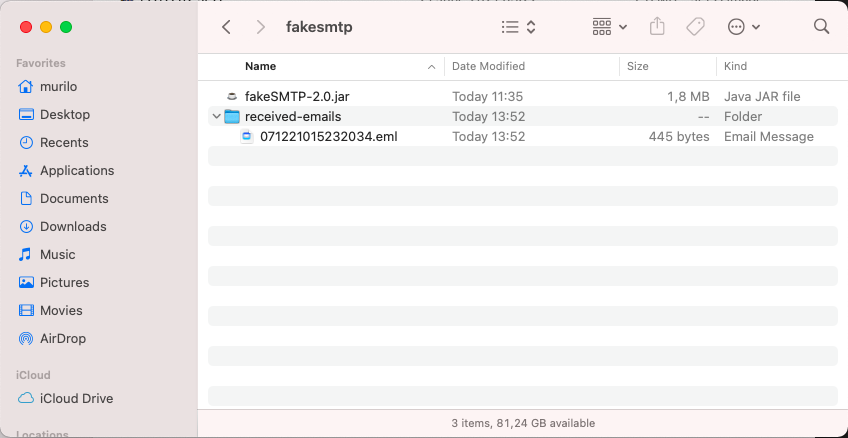 fakesmtp
Favorites
murilo
Desktop
Recents
Applications
Documents
Downloads
Music
Pictures
Movies
AirDrop
iCloud
iCloud Drive
Locations
Name Date Modified Size Kind
fakeSMTP-2.0.jar Today 11:35 1,8 MB Java JAR file
received-emails Today 13:52 -- Folder
071221015232034.eml Today 13:52 445 bytes Email Message
3 items, 81,24 GB available